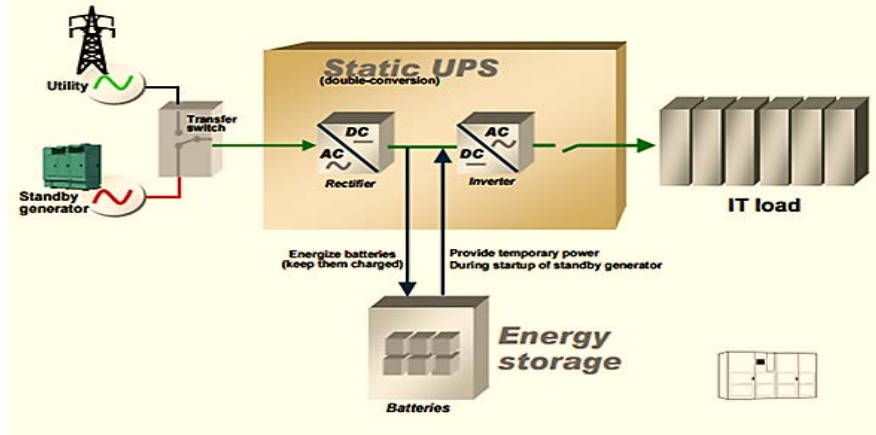 Static UPS
(double-conversion)
Utility
Transfer
switch
DC
AC
Rectifier
AC
DC
Inverter
Standby
generator
IT load
Energize batteries
(keep them charged)
Provide temporary power
During startup of standby generator
Energy
storage
Batteries